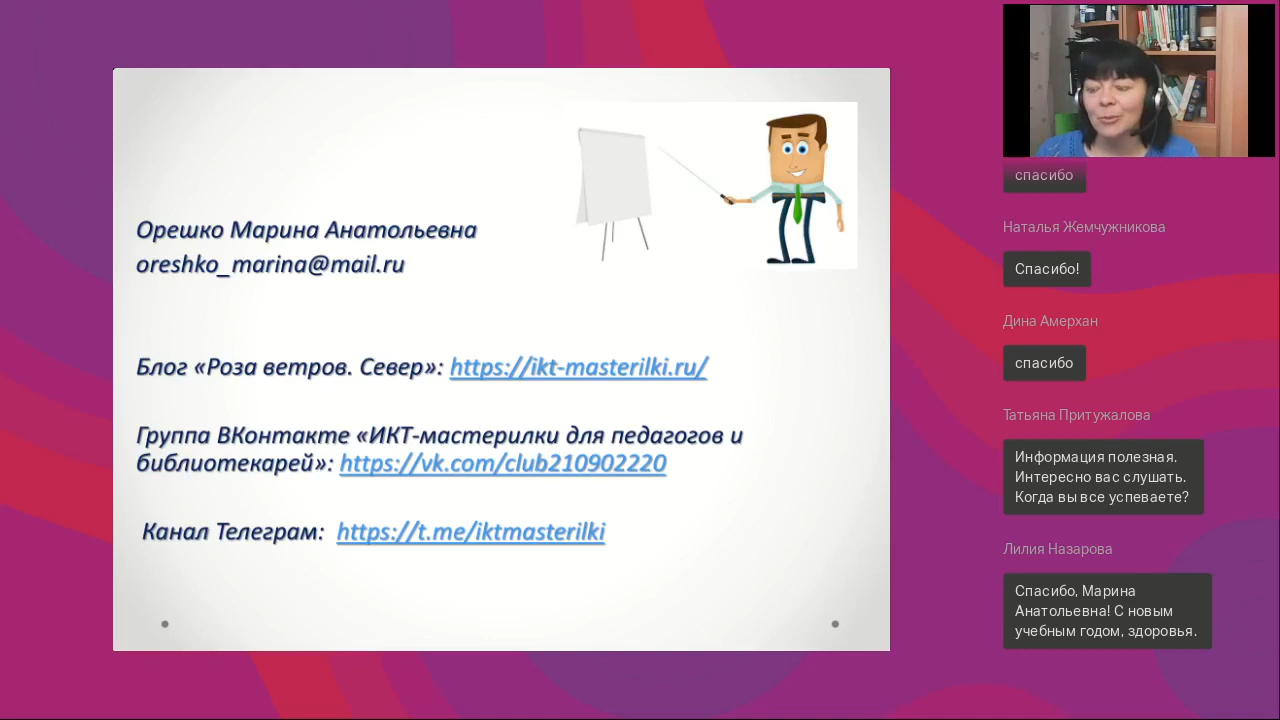 Орешко Марина Анатольевна
oreshko_marina@mail.ru
Блог «Роза ветров. Север»: https://ikt-masterilki.ru/
Группа ВКонтакте «ИКТ-мастерилки для педагогов и
библиотекарей»: https://vk.com/club210902220
Канал Телеграм: https://t.me/iktmasterilki
спасибо
Наталья Жемчужникова
Спасибо!
Дина Амерхан
спасибо
Татьяна Притужалова
Информация полезная.
Интересно вас слушать.
Когда вы все успеваете?
Лилия Назарова
Спасибо, Марина
Анатольевна! С новым
учебным годом, здоровья.